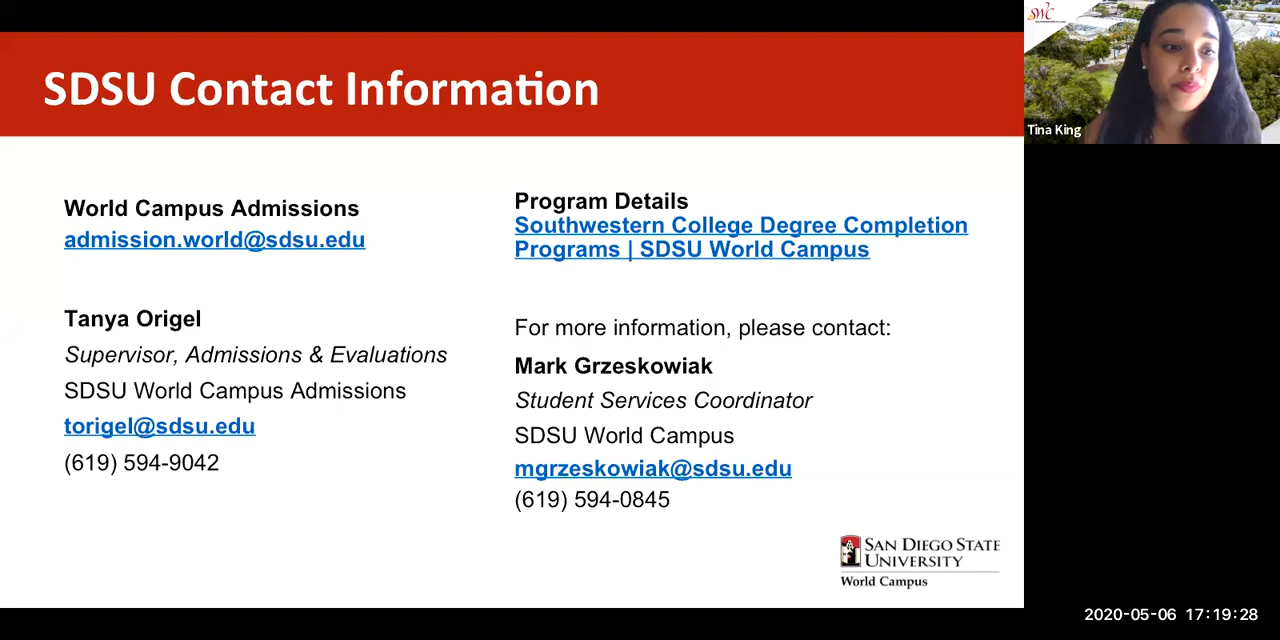 SDSU Contact Information
World Campus Admissions
admission.world@sdsu.edu
Tanya Origel
Supervisor, Admissions & Evaluations
SDSU World Campus Admissions
torigel@sdsu.edu
(619) 594-9042
Program Details
Southwestern College Degree Completion
Programs | SDSU World Campus
For more information, please contact:
Mark Grzeskowiak
Student Services Coordinator
SDSU World Campus
mgrzeskowiak@sdsu.edu
(619) 594-0845
SAN DIEGO STATE
UNIVERSITY
World Campus
SWC
Tina King
2020-05-06 17:19:28